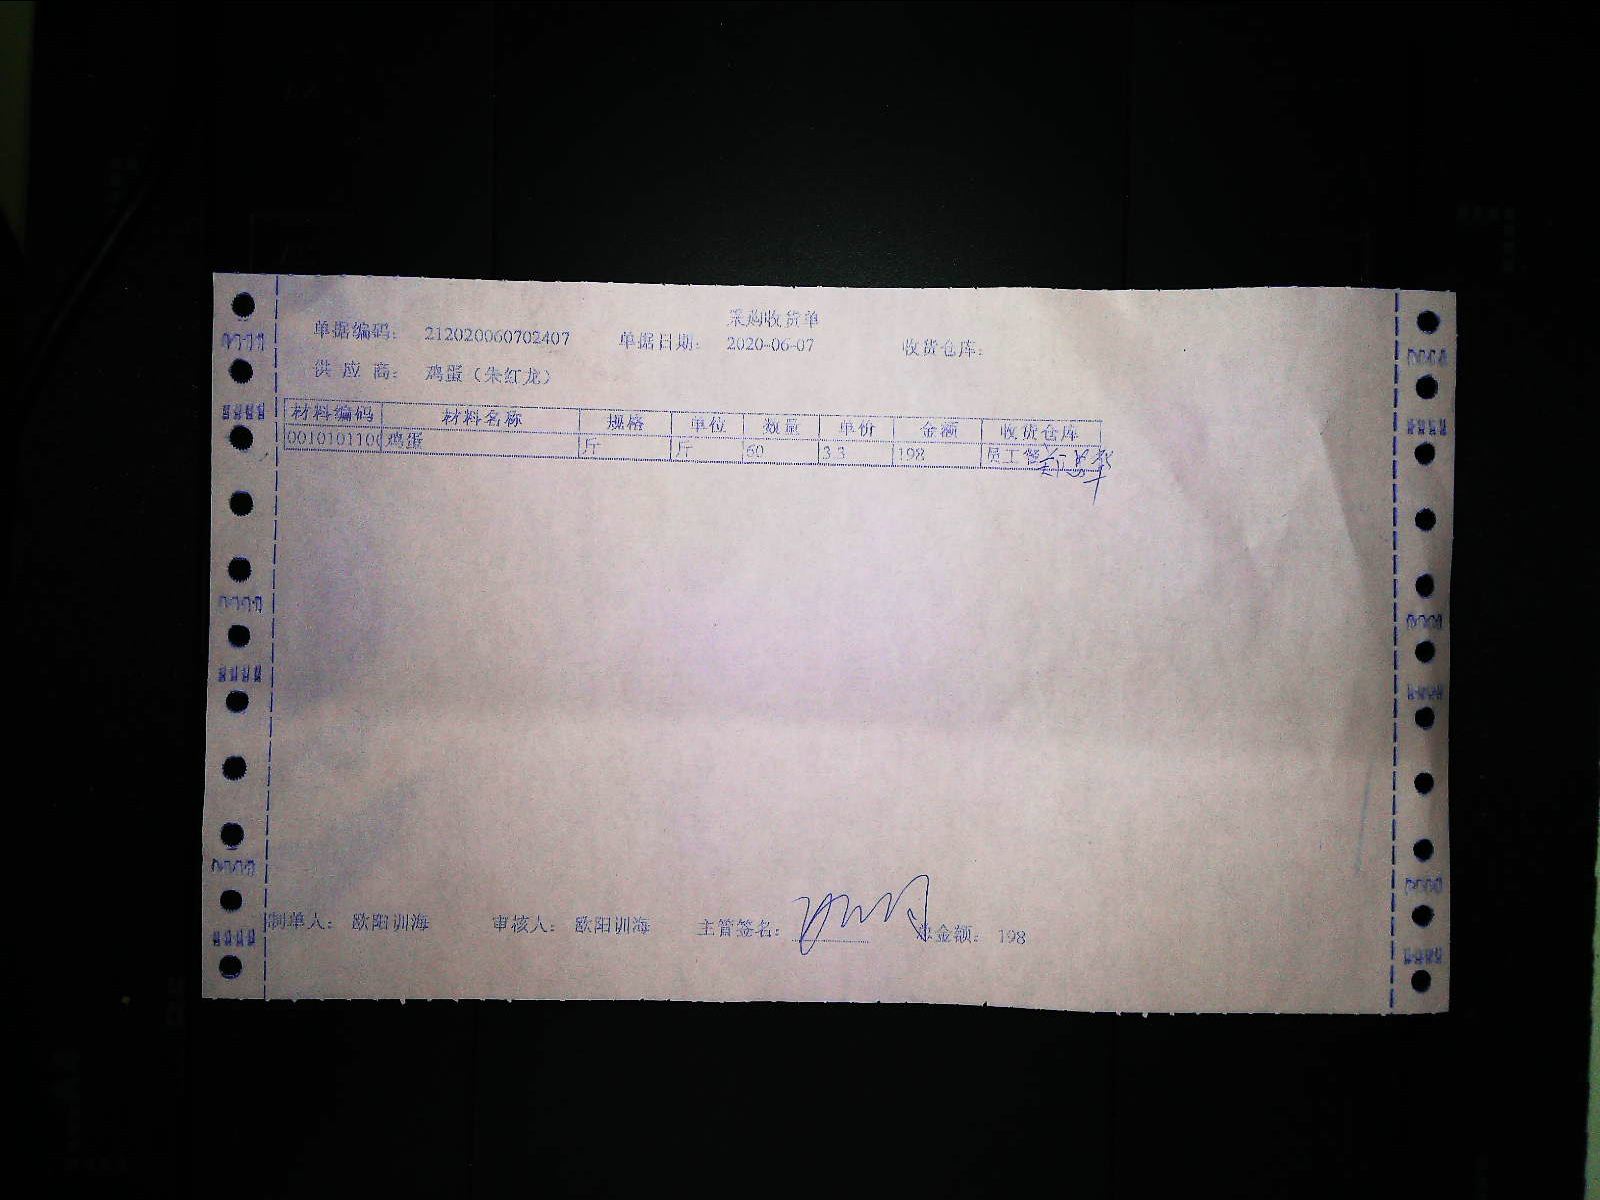 采购收货单
单据编码： 212020060702407 单据日期： 2020-06-07 收货仓库：
供 应 商： 鸡蛋（朱红龙）
材料编码 材料名称 规格 单位 数量 单价 金额 收货仓库
0010101100 鸡蛋 斤 斤 60 3.3 198 员工餐
制单人： 欧阳训海 审核人： 欧阳训海 主管签名： 总金额： 198